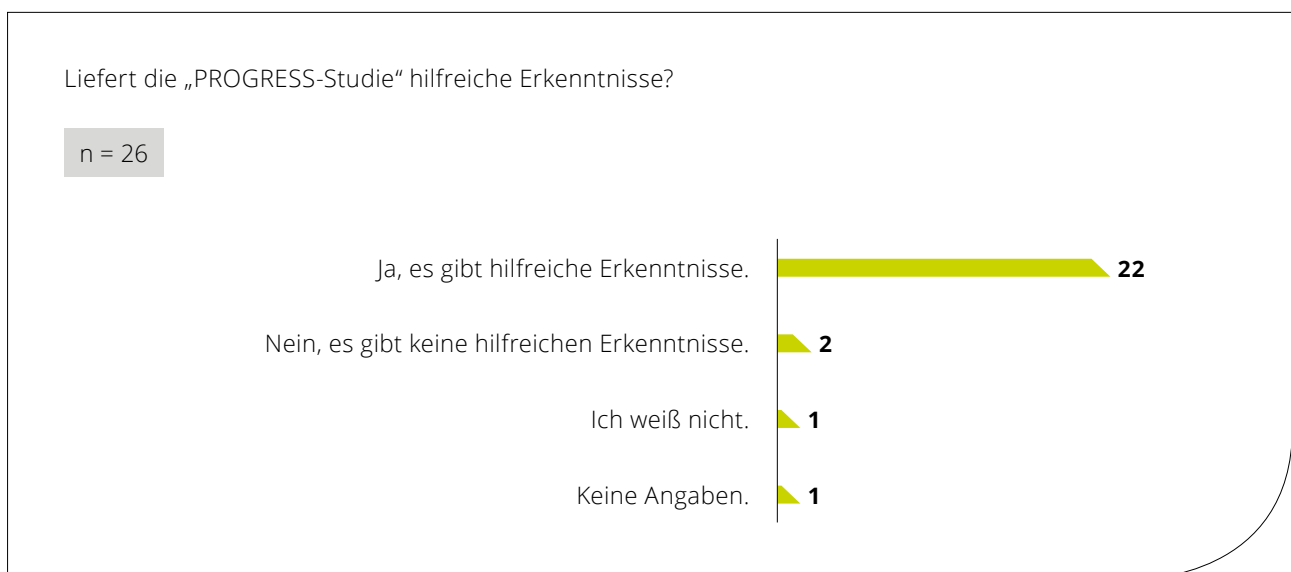 Liefert die „PROGRESS-Studie“ hilfreiche Erkenntnisse?
n = 26
Ja, es gibt hilfreiche Erkenntnisse. 22
Nein, es gibt keine hilfreichen Erkenntnisse. 2
Ich weiß nicht. 1
Keine Angaben. 1